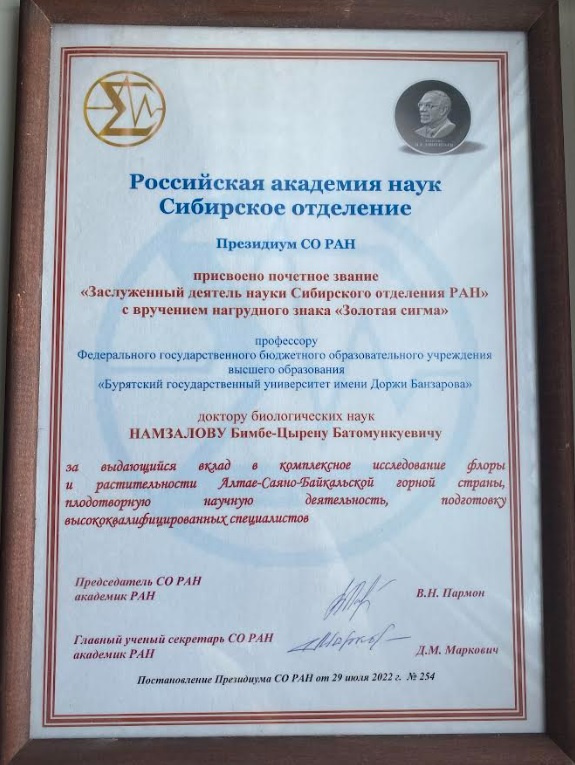 Российская академия наук
Сибирское отделение
Президиум СО РАН
присвоено почетное звание
«Заслуженный деятель науки Сибирского отделения РАН»
с вручением нагрудного знака «Золотая сигма»
профессору
Федерального государственного бюджетного образовательного учреждения
высшего образования
«Бурятский государственный университет имени Доржи Банзарова»
доктору биологических наук
НАМЗАЛОВУ Бимбе-Цырену Батомункуевичу
за выдающийся вклад в комплексное исследование флоры
и растительности Алтае-Саяно-Байкальской горной страны,
плодотворную научную деятельность, подготовку
высококвалифицированных специалистов
Председатель СО РАН
академик РАН
В.Н. Пармон
Главный ученый секретарь СО РАН
академик РАН
Д.М. Маркович
Постановление Президиума СО РАН от 29 июля 2022 г. № 254